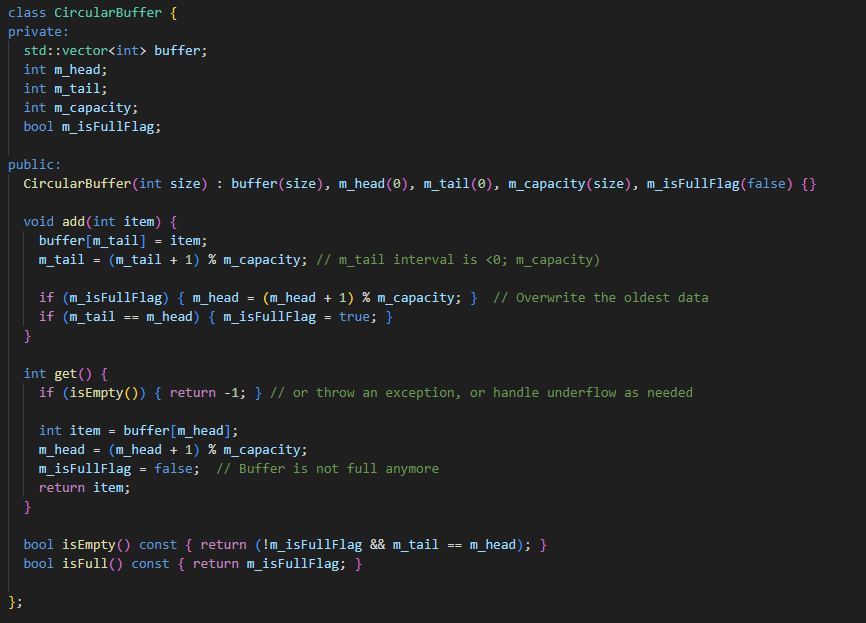 class CircularBuffer {
private:
  std::vector<int> buffer;
  int m_head;
  int m_tail;
  int m_capacity;
  bool m_isFullFlag;

public:
  CircularBuffer(int size) : buffer(size), m_head(0), m_tail(0), m_capacity(size), m_isFullFlag(false) {}

  void add(int item) {
    buffer[m_tail] = item;
    m_tail = (m_tail + 1) % m_capacity; // m_tail interval is <0; m_capacity)

    if (m_isFullFlag) { m_head = (m_head + 1) % m_capacity; }  // Overwrite the oldest data
    if (m_tail == m_head) { m_isFullFlag = true; }
  }

  int get() {
    if (isEmpty()) { return -1; } // or throw an exception, or handle underflow as needed

    int item = buffer[m_head];
    m_head = (m_head + 1) % m_capacity;
    m_isFullFlag = false;  // Buffer is not full anymore
    return item;
  }

  bool isEmpty() const { return (!m_isFullFlag && m_tail == m_head); }
  bool isFull() const { return m_isFullFlag; }

};